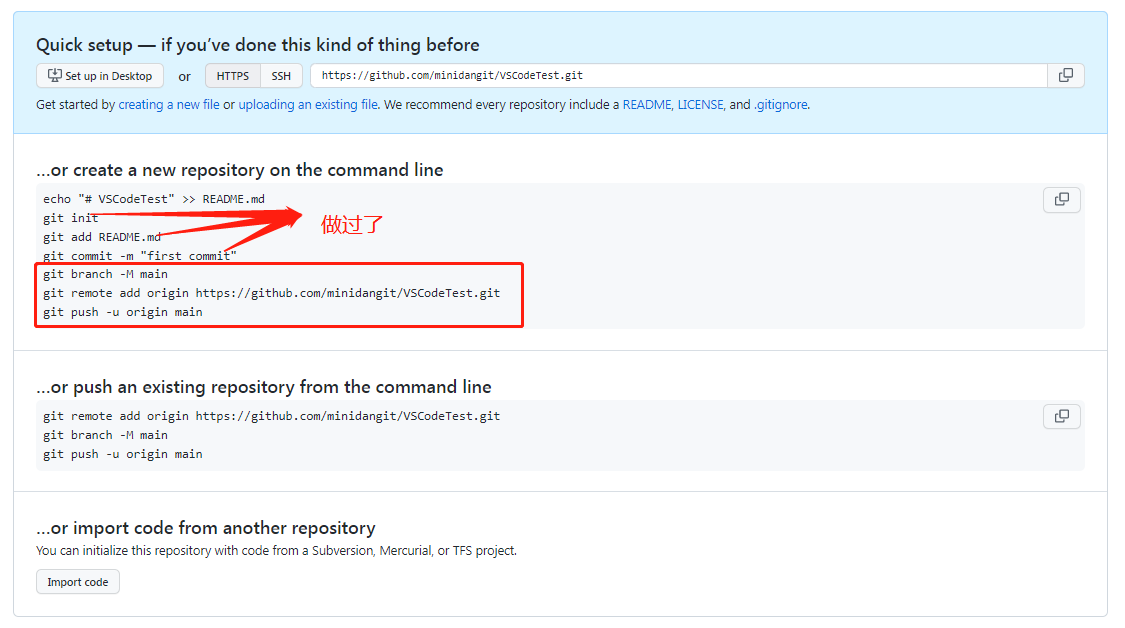 Quick setup — if you’ve done this kind of thing before
Set up in Desktop or HTTPS SSH https://github.com/minidangit/VSCodeTest.git
Get started by creating a new file or uploading an existing file. We recommend every repository include a README, LICENSE, and .gitignore.
…or create a new repository on the command line
echo "# VSCodeTest" >> README.md
git init
做过了
git add README.md
git commit -m "first commit"
git branch -M main
git remote add origin https://github.com/minidangit/VSCodeTest.git
git push -u origin main
…or push an existing repository from the command line
git remote add origin https://github.com/minidangit/VSCodeTest.git
git branch -M main
git push -u origin main
…or import code from another repository
You can initialize this repository with code from a Subversion, Mercurial, or TFS project.
Import code